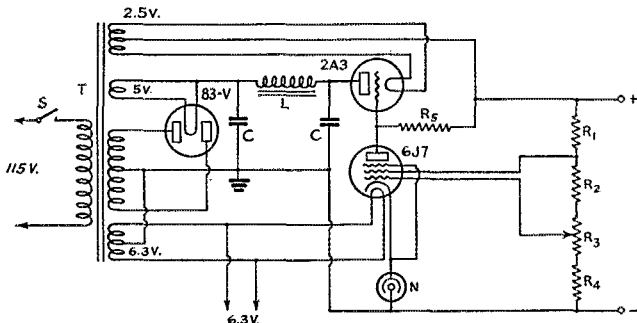 2.5V.
2A3
T
5V.
83-V
L
S
C
C
R5
+
R1
6J7
115V.
R2
R3
R4
6.3V.
N
-
6.3V.